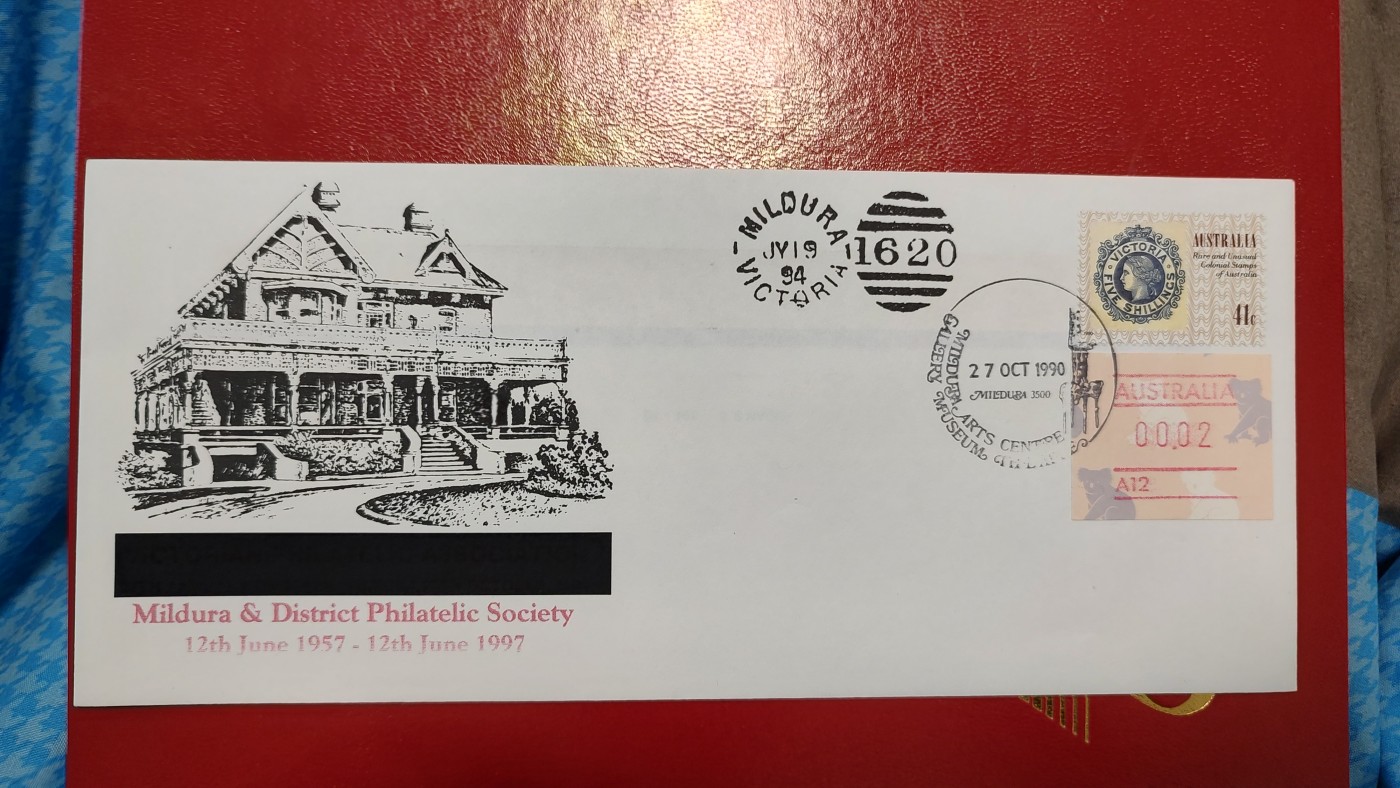 MILDURA
JY 19
94
VICTORIA
1620
AUSTRALIA
Rare and Unusual
Colonial Stamps
of Australia
41c
VICTORIA
FIVE SHILLINGS
27 OCT 1990
MILDURA 3500
MILDURA ARTS CENTRE
GALLERY MUSEUM
AUSTRALIA
00.02
A12
Mildura & District Philatelic Society
12th June 1957 - 12th June 1997